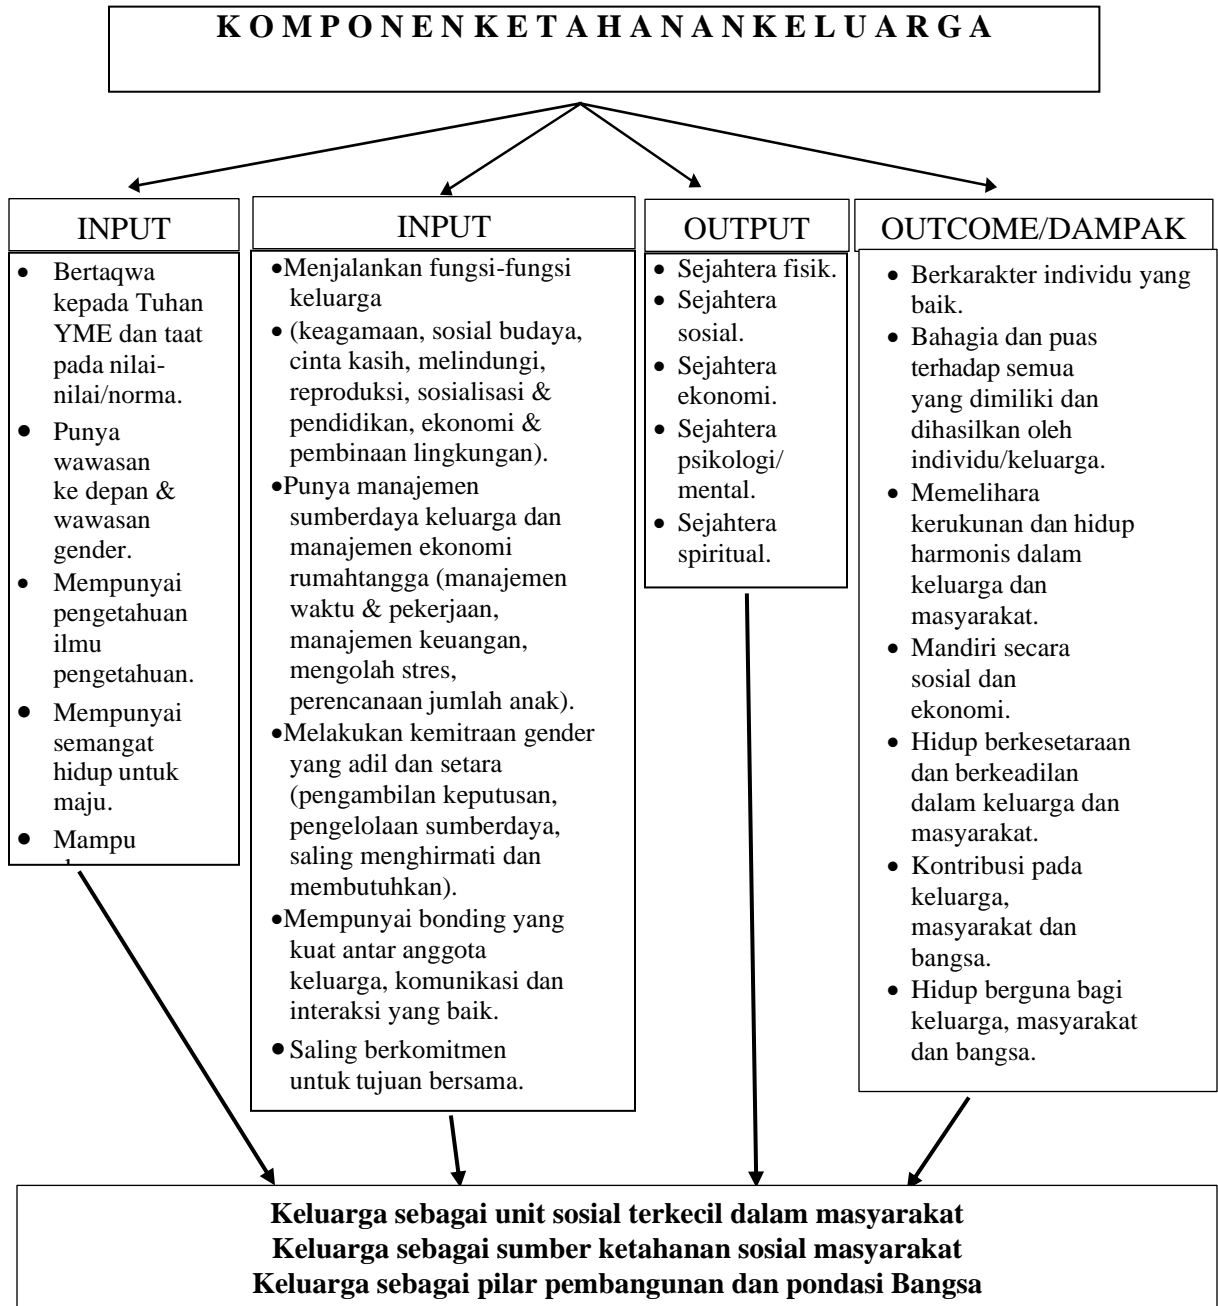 K O M P O N E N K E T A H A N A N K E L U A R G A
INPUT
• Bertaqwa
kepada Tuhan
YME dan taat
pada nilai-
nilai/norma.
• Punya
wawasan
ke depan &
wawasan
gender.
• Mempunyai
pengetahuan
ilmu
pengetahuan.
• Mempunyai
semangat
hidup untuk
maju.
• Mampu
INPUT
•Menjalankan fungsi-fungsi
keluarga
• (keagamaan, sosial budaya,
cinta kasih, melindungi,
reproduksi, sosialisasi &
pendidikan, ekonomi &
pembinaan lingkungan).
•Punya manajemen
sumberdaya keluarga dan
manajemen ekonomi
rumahtangga (manajemen
waktu & pekerjaan,
manajemen keuangan,
mengolah stres,
perencanaan jumlah anak).
•Melakukan kemitraan gender
yang adil dan setara
(pengambilan keputusan,
pengelolaan sumberdaya,
saling menghirmati dan
membutuhkan).
•Mempunyai bonding yang
kuat antar anggota
keluarga, komunikasi dan
interaksi yang baik.
•Saling berkomitmen
untuk tujuan bersama.
OUTPUT
• Sejahtera fisik.
• Sejahtera
sosial.
• Sejahtera
ekonomi.
• Sejahtera
psikologi/
mental.
• Sejahtera
spiritual.
OUTCOME/DAMPAK
• Berkarakter individu yang
baik.
• Bahagia dan puas
terhadap semua
yang dimiliki dan
dihasilkan oleh
individu/keluarga.
• Memelihara
kerukunan dan hidup
harmonis dalam
keluarga dan
masyarakat.
• Mandiri secara
sosial dan
ekonomi.
• Hidup berkesetaraan
dan berkeadilan
dalam keluarga dan
masyarakat.
• Kontribusi pada
keluarga,
masyarakat dan
bangsa.
• Hidup berguna bagi
keluarga, masyarakat
dan bangsa.
Keluarga sebagai unit sosial terkecil dalam masyarakat
Keluarga sebagai sumber ketahanan sosial masyarakat
Keluarga sebagai pilar pembangunan dan pondasi Bangsa